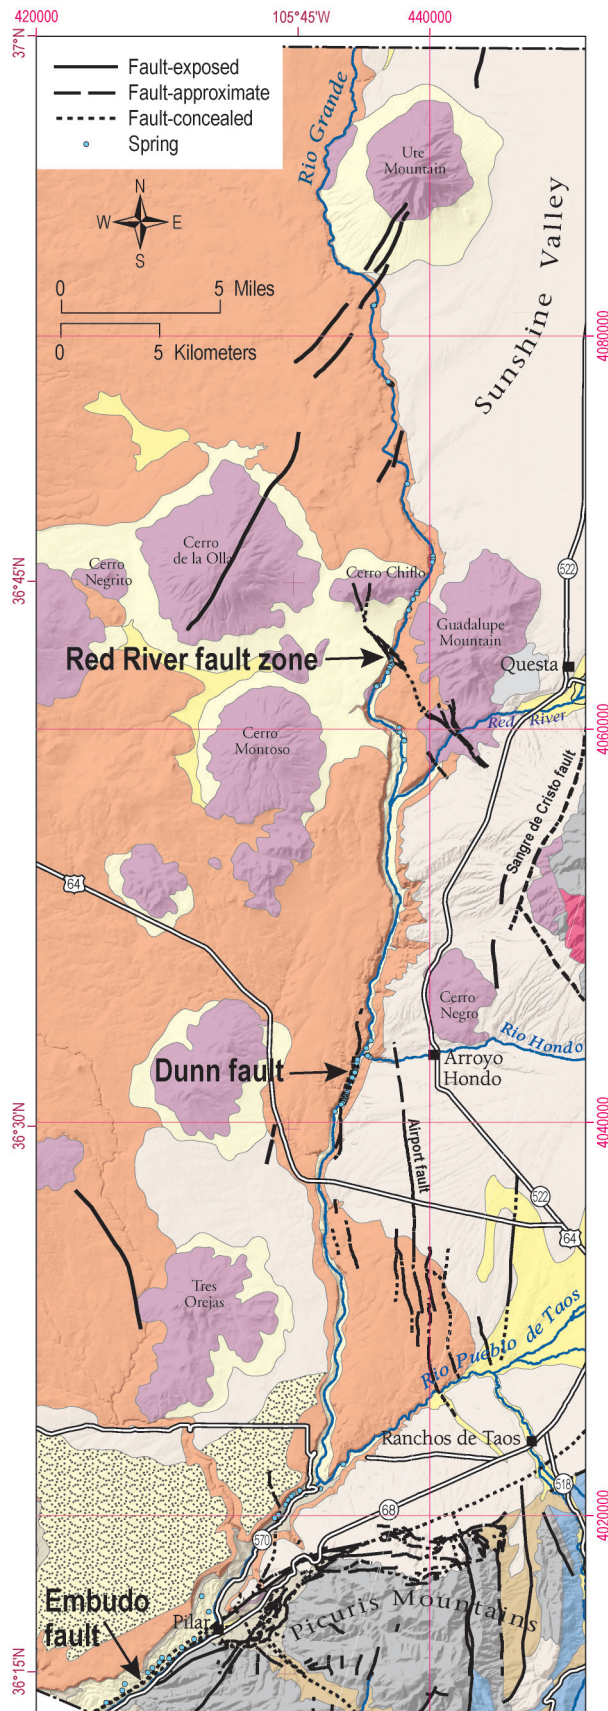 420000
105°45'W
440000
37°N
Fault-exposed
Fault-approximate
Fault-concealed
Spring
Rio Grande
Ute
Mountain
N
W
E
S
0
5 Miles
0
5 Kilometers
Sunshine Valley
4080000
Cerro
de la Olla
Cerro
Negrito
Cerro Chiflo
522
36°45'N
Guadalupe
Mountain
Red River fault zone
Questa
Red River
Cerro
Montoso
4060000
Sangre de Cristo fault
64
Cerro
Negro
Rio Hondo
Dunn fault
Arroyo
Hondo
36°30'N
4040000
Airport fault
522
64
Tres
Orejas
Rio Pueblo de Taos
Ranchos de Taos
518
68
4020000
570
Embudo
fault
Pilar
Picuris Mountains
36°15'N